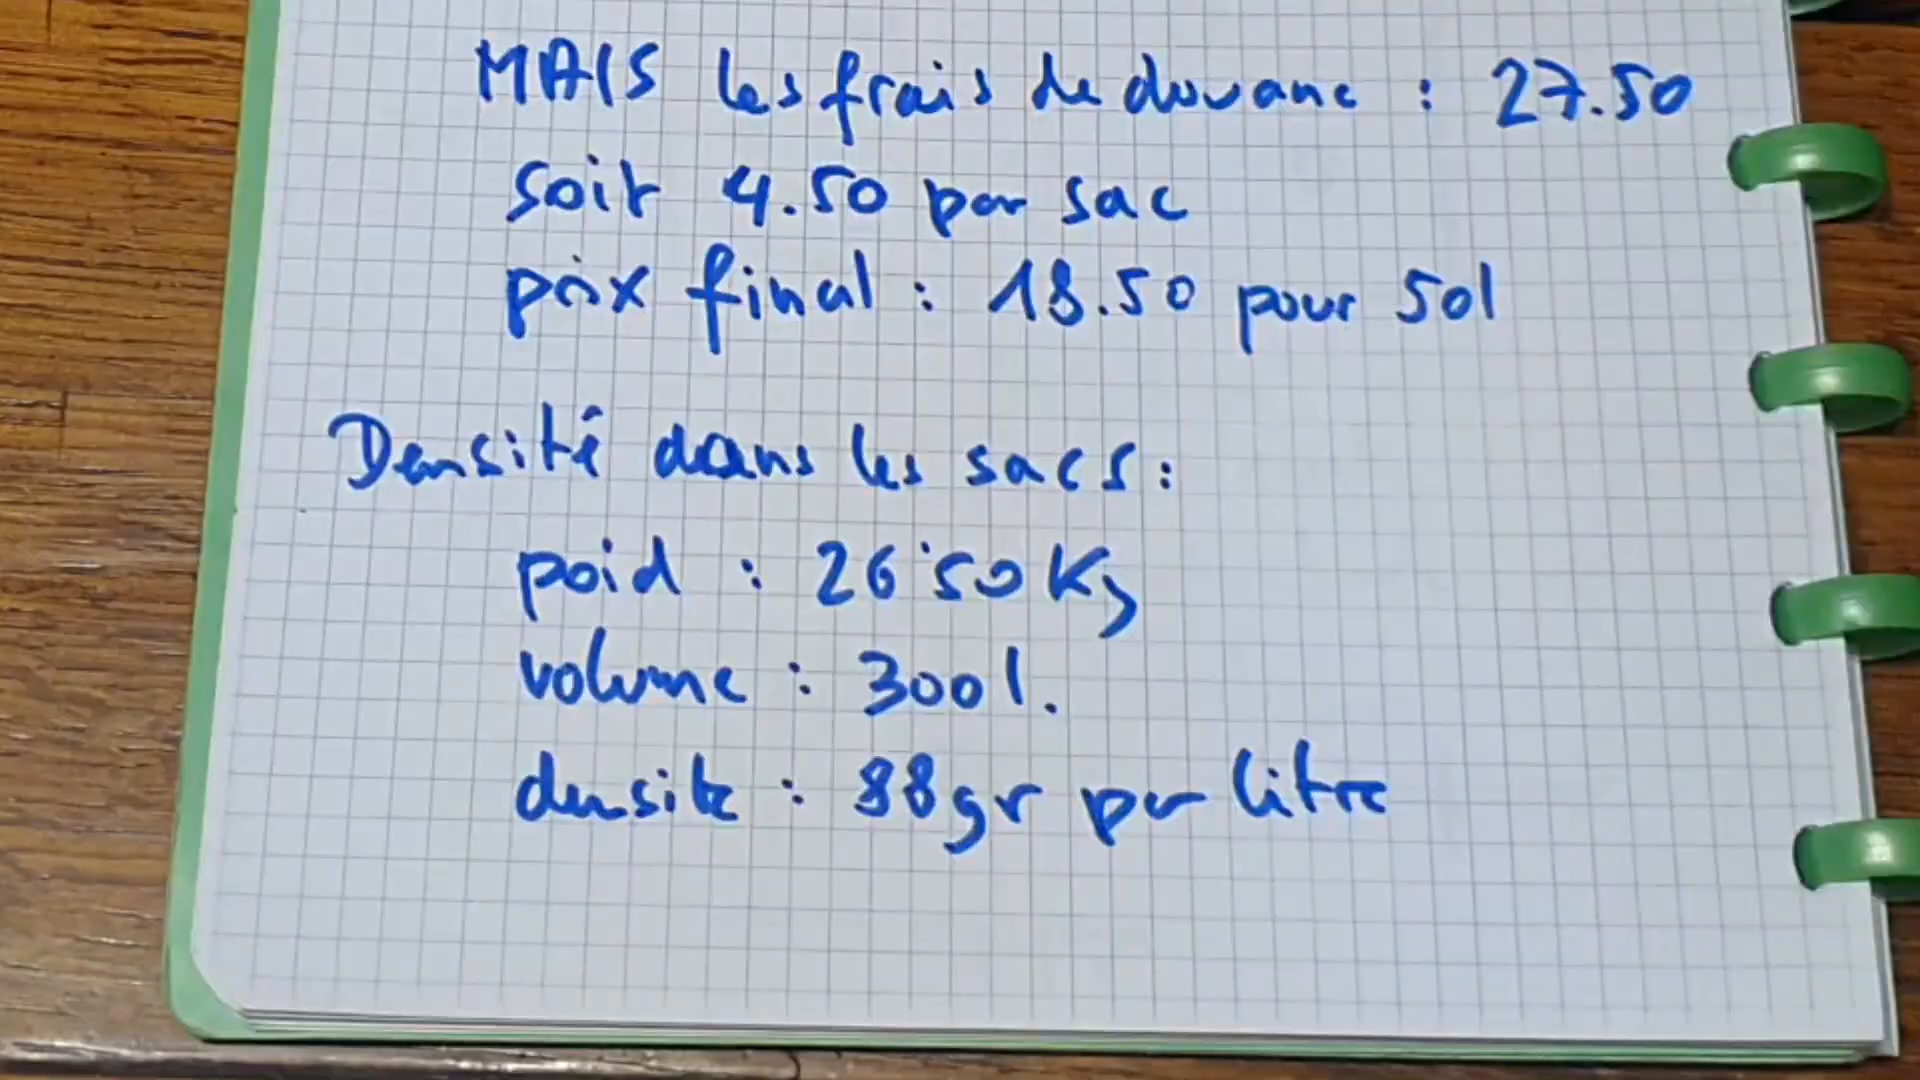 MAIS les frais de douane : 27.50
soit 4.50 par sac
prix final : 18.50 pour 50l
Densité dans les sacs :
poid : 26'50 Kg
volume : 300 l.
densite : 88gr par litre